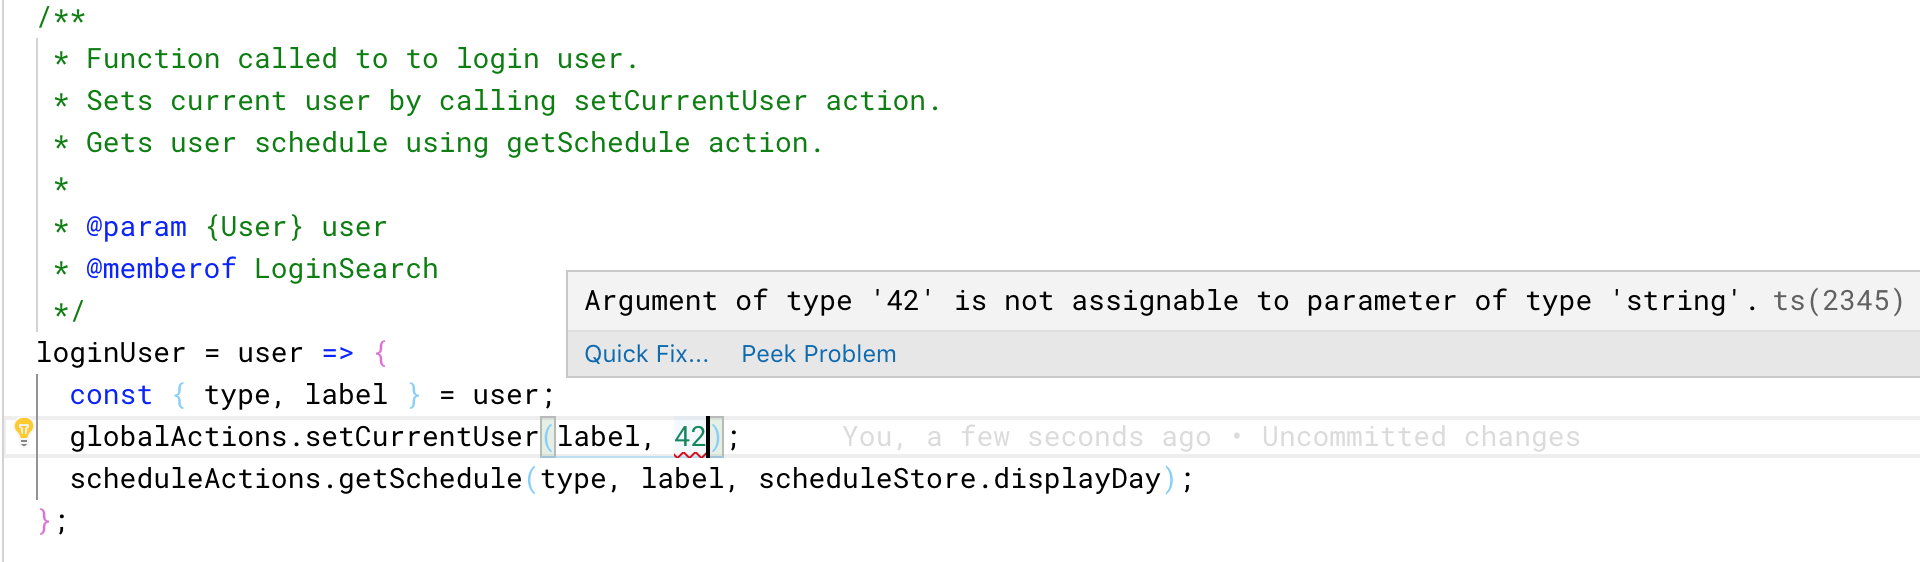 /**
* Function called to to login user.
* Sets current user by calling setCurrentUser action.
* Gets user schedule using getSchedule action.
*
* @param {User} user
* @memberof LoginSearch
*/
Argument of type '42' is not assignable to parameter of type 'string'. ts(2345)
Quick Fix... Peek Problem
loginUser = user => {
const { type, label } = user;
globalActions.setCurrentUser(label, 42); You, a few seconds ago • Uncommitted changes
scheduleActions.getSchedule(type, label, scheduleStore.displayDay);
};